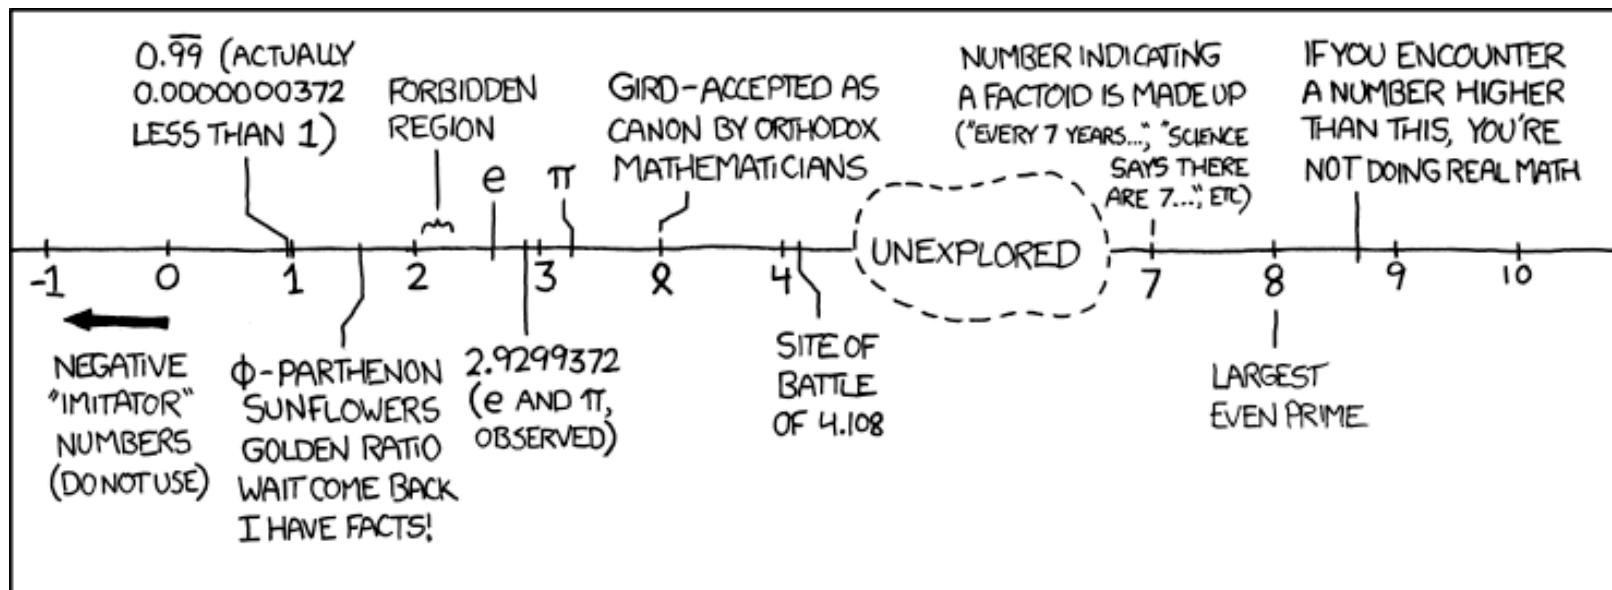 0.99 (ACTUALLY
0.0000000372
LESS THAN 1)
FORBIDDEN
REGION
e
π
GIRD-ACCEPTED AS
CANON BY ORTHODOX
MATHEMATICIANS
NUMBER INDICATING
A FACTOID IS MADE UP
("EVERY 7 YEARS...", "SCIENCE
SAYS THERE
ARE 7...", ETC)
IF YOU ENCOUNTER
A NUMBER HIGHER
THAN THIS, YOU'RE
NOT DOING REAL MATH
UNEXPLORED
-1 0 1 2 3 4 7 8 9 10
NEGATIVE
"IMITATOR"
NUMBERS
(DO NOT USE)
ϕ-PARTHENON
SUNFLOWERS
GOLDEN RATIO
WAIT COME BACK
I HAVE FACTS!
2.9299372
(e AND π,
OBSERVED)
SITE OF
BATTLE
OF 4.108
LARGEST
EVEN PRIME